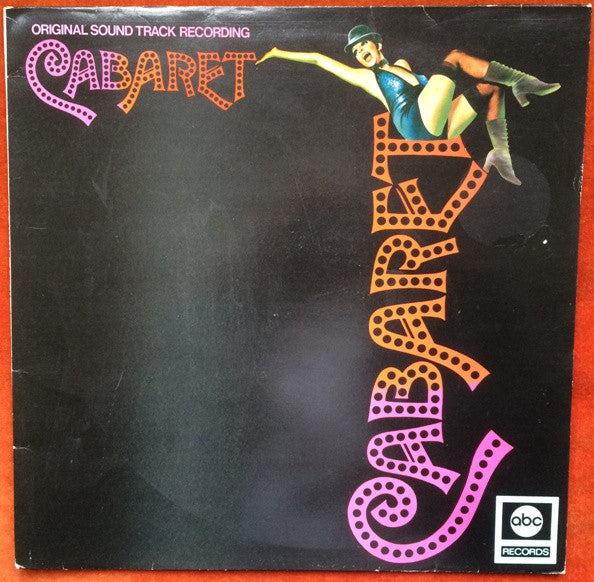 ORIGINAL SOUND TRACK RECORDING
CABARET
CABARET
abc
RECORDS